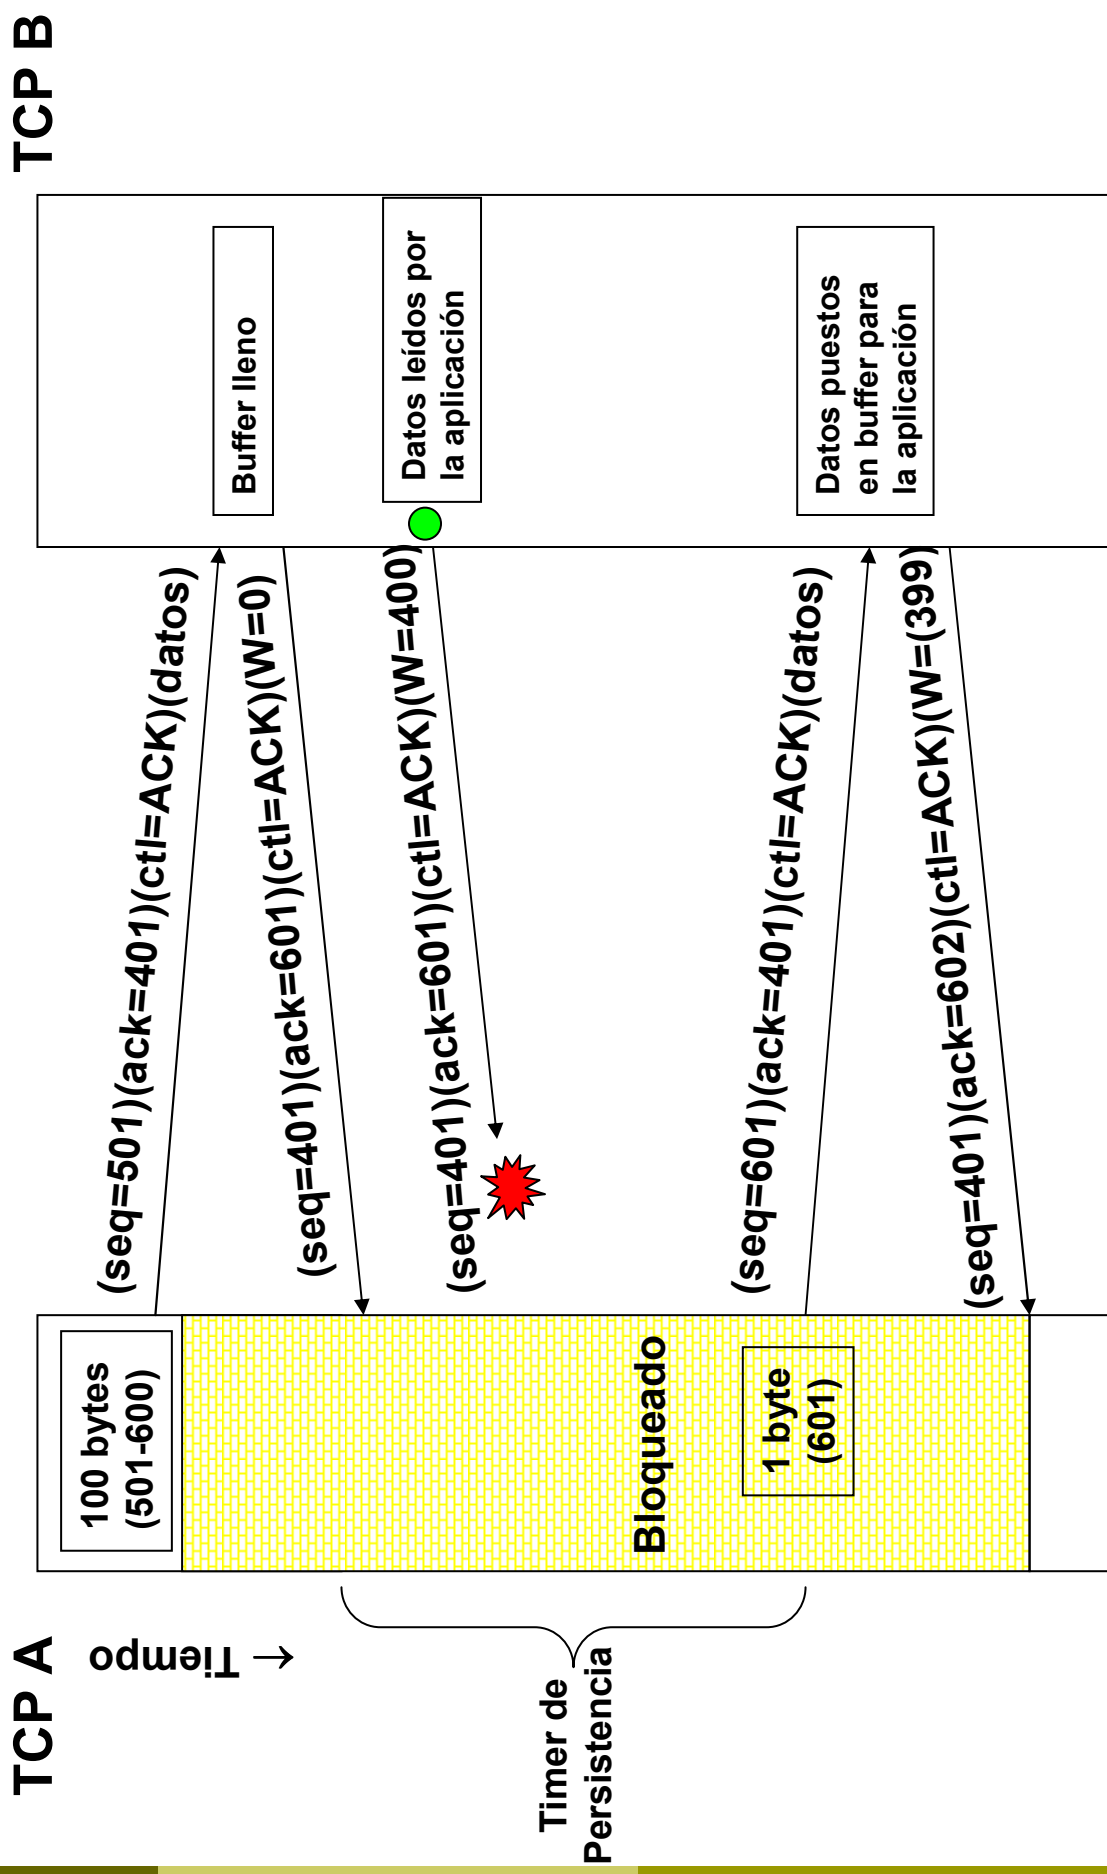 TCP A
TCP B
Tiempo →
100 bytes
(501-600)
(seq=501)(ack=401)(ctl=ACK)(datos)
Buffer lleno
(seq=401)(ack=601)(ctl=ACK)(W=0)
Datos leídos por
la aplicación
(seq=401)(ack=601)(ctl=ACK)(W=400)
Timer de
Persistencia
Bloqueado
1 byte
(601)
(seq=601)(ack=401)(ctl=ACK)(datos)
Datos puestos
en buffer para
la aplicación
(seq=401)(ack=602)(ctl=ACK)(W=(399)